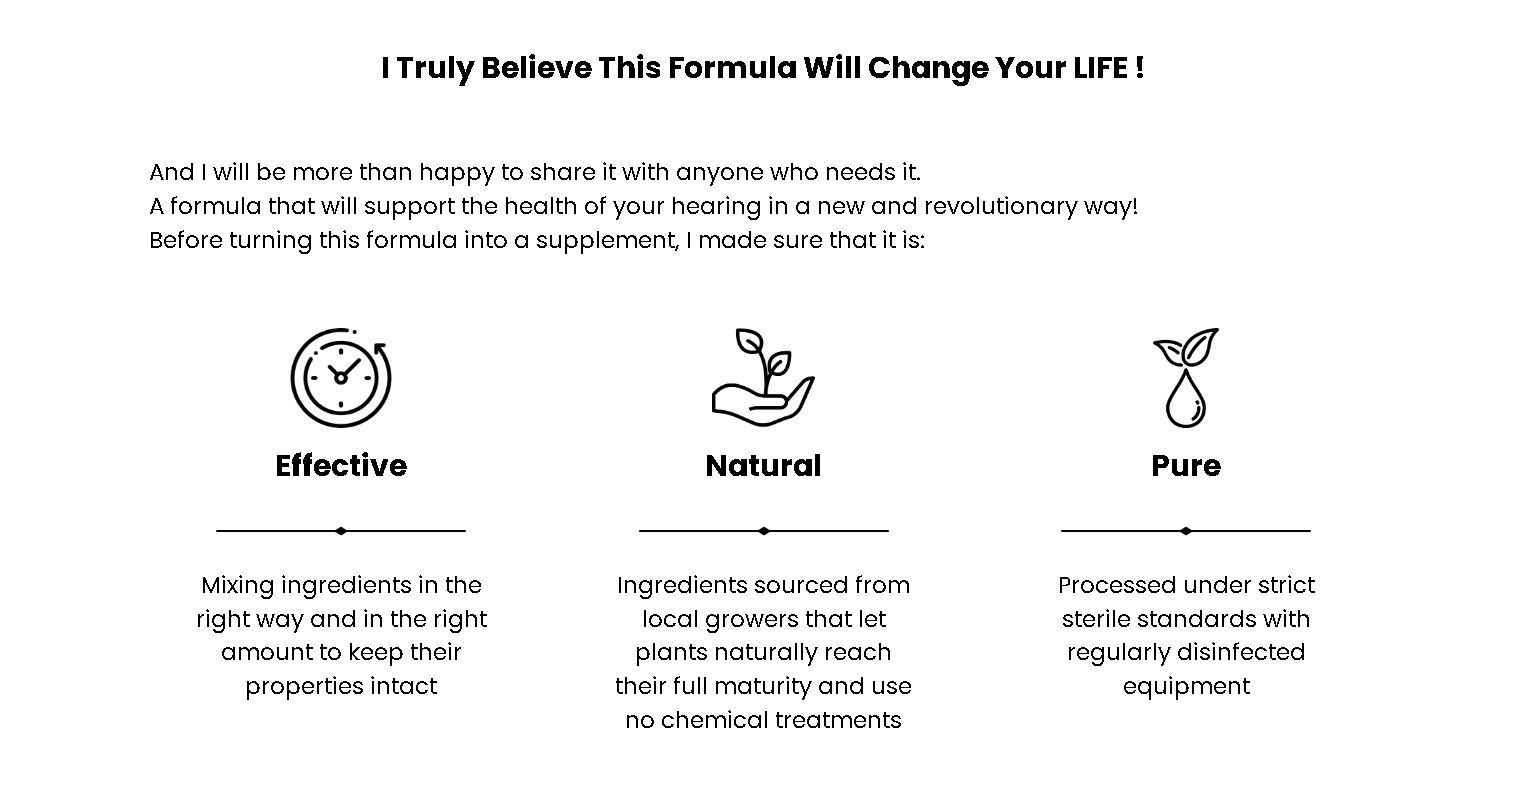 I Truly Believe This Formula Will Change Your LIFE !
And I will be more than happy to share it with anyone who needs it.
A formula that will support the health of your hearing in a new and revolutionary way!
Before turning this formula into a supplement, I made sure that it is:
Effective
Mixing ingredients in the
right way and in the right
amount to keep their
properties intact
Natural
Ingredients sourced from
local growers that let
plants naturally reach
their full maturity and use
no chemical treatments
Pure
Processed under strict
sterile standards with
regularly disinfected
equipment